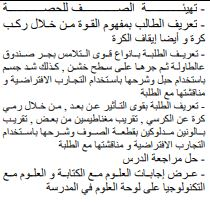 - تهيئة الصف للحصة
- تعريف الطالب بمفهوم القوة من خلال ركب
كرة و أيضا إيقاف الكرة
- تعريف الطلبة بانواع قوى التلامس بجر صندوق
عالطاولة ثم جرها على سطح خشن , كذلك شد جسم
باستخدام حبل وشرحها باستخدام التجارب الافتراضية و
مناقشتها مع الطلبة
- تعريف الطلبة بقوى التأثير عن بعد , من خلال رمي
كرة عن الكرسي , تقريب مغناطيسين من بعض , تقريب
بالونين مدلوكين بقطعة الصوف وشرحها باستخدام
التجارب الافتراضية و مناقشتها مع الطلبة
- حل مراجعة الدرس
- عرض إجابات العلوم مع الكتابة و العلوم مع
التكنولوجيا على لوحة العلوم في المدرسة